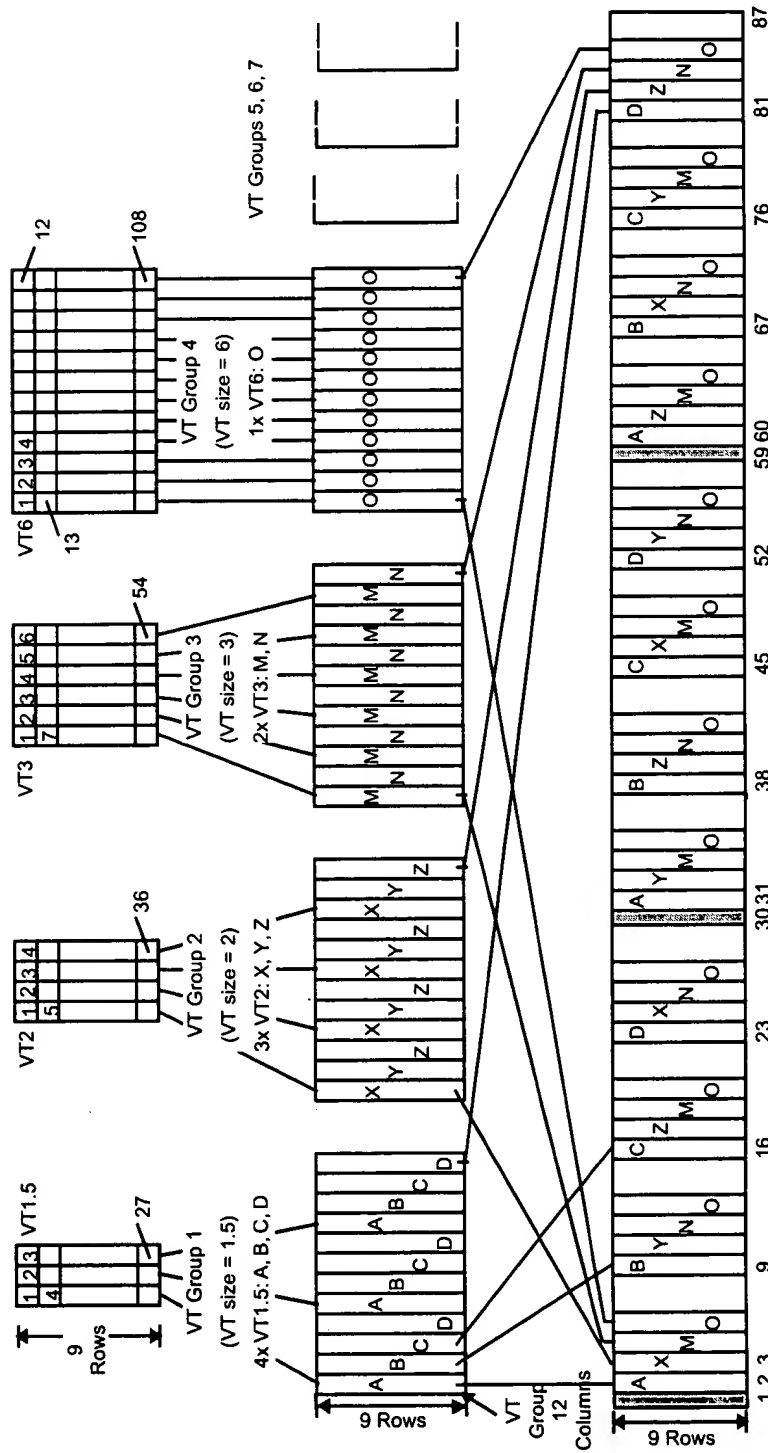 VT1.5
1 2 3
4
27
9
Rows
VT Group 1
(VT size = 1.5)
4x VT1.5: A, B, C, D
VT2
1 2 3 4
5
36
VT Group 2
(VT size = 2)
3x VT2: X, Y, Z
VT3
1 2 3 4 5 6
7
54
VT Group 3
(VT size = 3)
2x VT3: M, N
VT6
1 2 3 4
12
13
108
VT Group 4
(VT size = 6)
1x VT6: O
VT Groups 5, 6, 7
9 Rows
A B C D A B C D A B C D
X Y Z X Y Z X Y Z X Y Z
M N M N M N M N M N M N
O O O O O O O O O O O O
VT
Group
12
Columns
9 Rows
A X M O B Y N O C Z M O D X N O A Y M O B Z N O C X M O D Y N O A Z M O B X N O C Y M O D Z N O
1 2 3 9 16 23 30 31 38 45 52 59 60 67 76 81 87